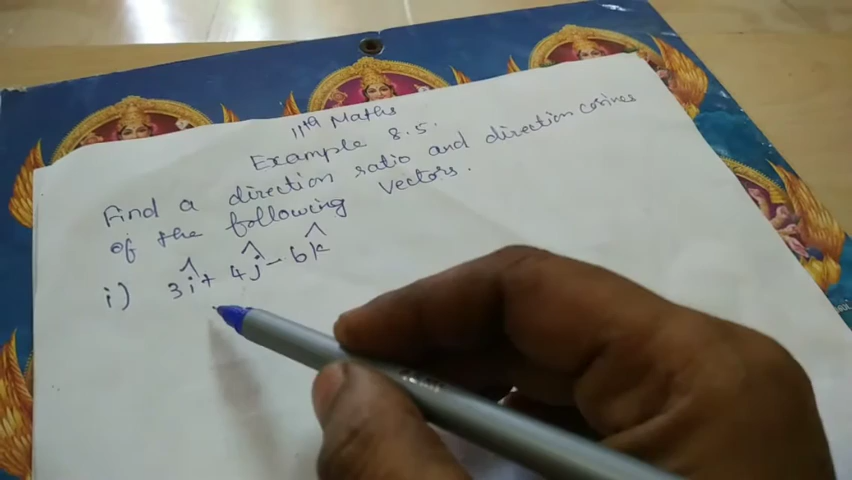 11th Maths
Example 8.5.
Find a direction ratio and direction cosines
of the following vectors.
i) 3î + 4ĵ - 6k̂